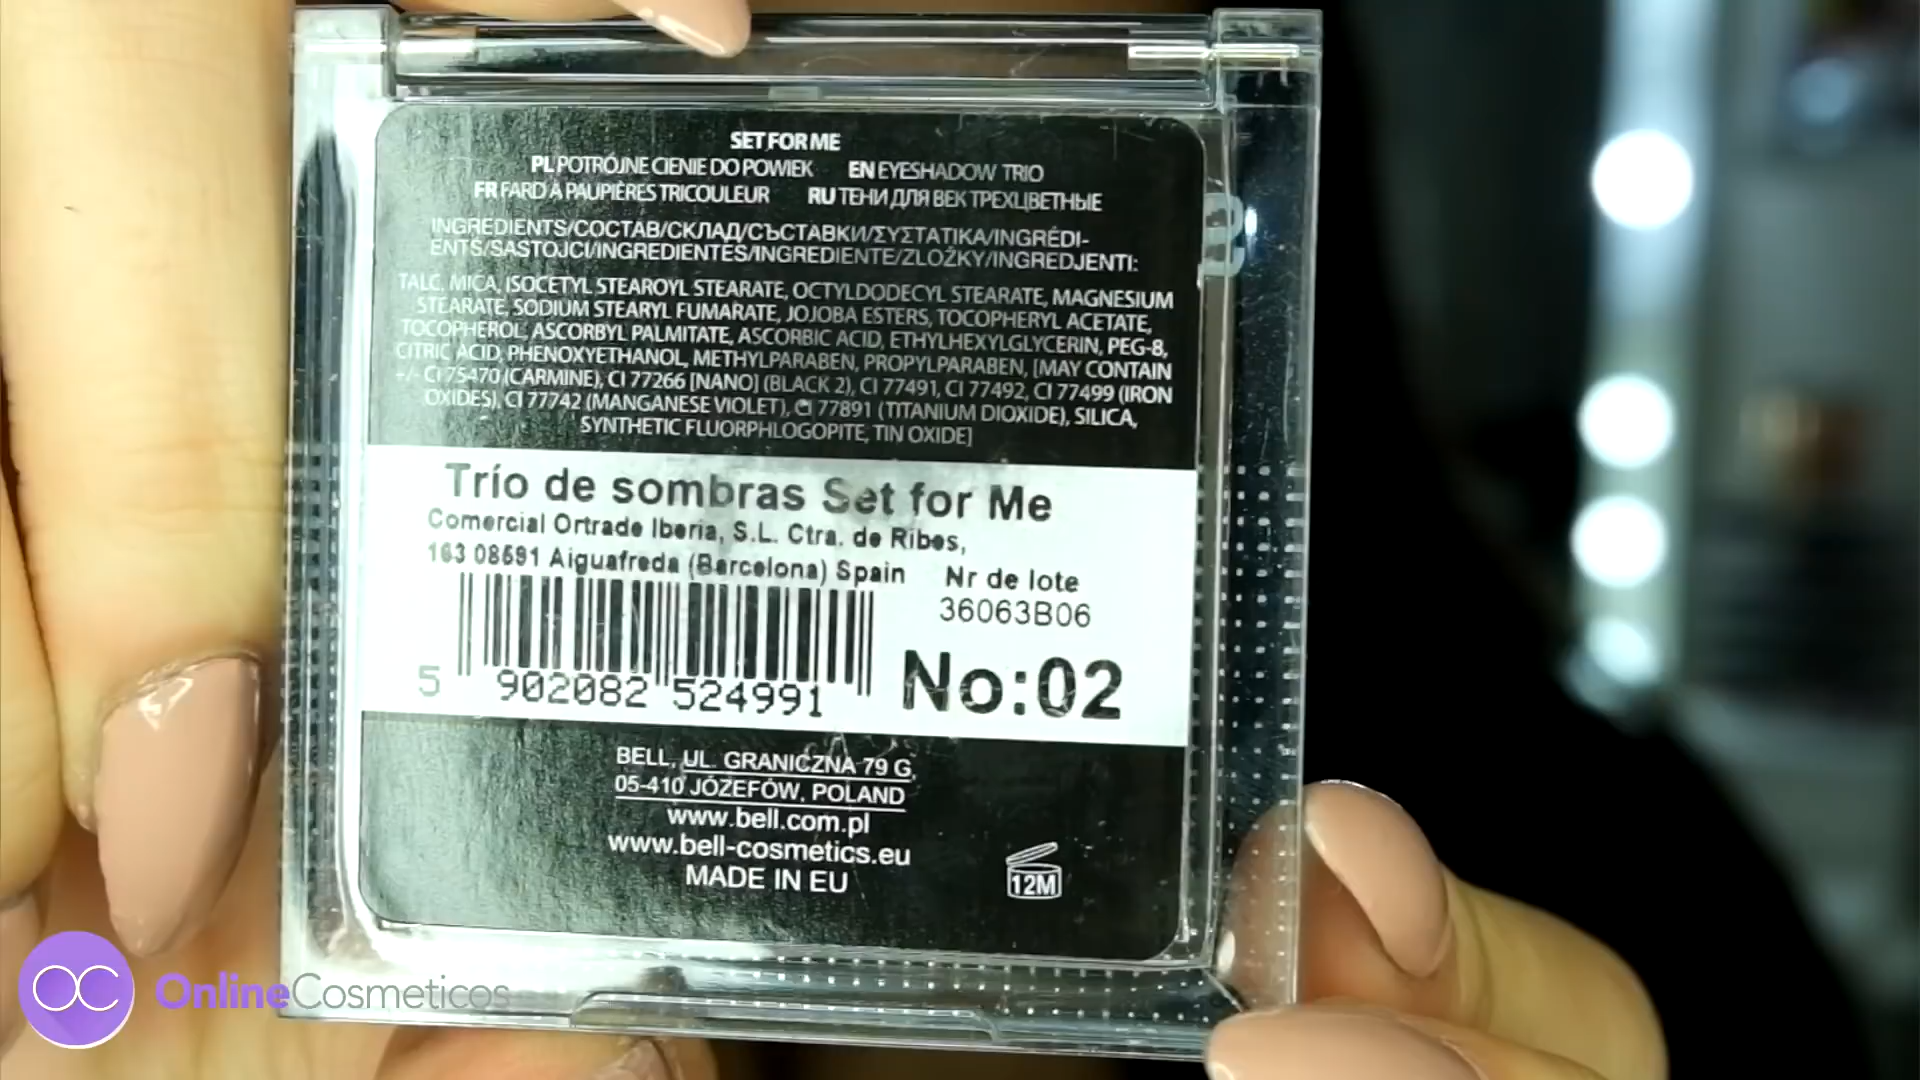 SET FOR ME
PL POTRÓJNE CIENIE DO POWIEK EN EYESHADOW TRIO
FR FARD À PAUPIÈRES TRICOULEUR RU ТЕНИ ДЛЯ ВЕК ТРЕХЦВЕТНЫЕ
INGREDIENTS/СОСТАВ/СКЛАД/СЪСТАВКИ/ΣΥΣΤΑΤΙΚΑ/INGRÉDI-
ENTS/SASTOJCI/INGREDIENTES/INGREDIENTE/ZLOŽKY/INGREDJENTI:
TALC, MICA, ISOCETYL STEAROYL STEARATE, OCTYLDODECYL STEARATE, MAGNESIUM
STEARATE, SODIUM STEARYL FUMARATE, JOJOBA ESTERS, TOCOPHERYL ACETATE,
TOCOPHEROL, ASCORBYL PALMITATE, ASCORBIC ACID, ETHYLHEXYLGLYCERIN, PEG-8,
CITRIC ACID, PHENOXYETHANOL, METHYLPARABEN, PROPYLPARABEN, [MAY CONTAIN
+/- CI 75470 (CARMINE), CI 77266 [NANO] (BLACK 2), CI 77491, CI 77492, CI 77499 (IRON
OXIDES), CI 77742 (MANGANESE VIOLET), CI 77891 (TITANIUM DIOXIDE), SILICA,
SYNTHETIC FLUORPHLOGOPITE, TIN OXIDE]
Trío de sombras Set for Me
Comercial Ortrade Iberia, S.L. Ctra. de Ribes,
163 08591 Aiguafreda (Barcelona) Spain
Nr de lote
36063B06
5 902082 524991
No:02
BELL, UL. GRANICZNA 79 G,
05-410 JÓZEFÓW, POLAND
www.bell.com.pl
www.bell-cosmetics.eu
MADE IN EU
12M
OC OnlineCosmeticos